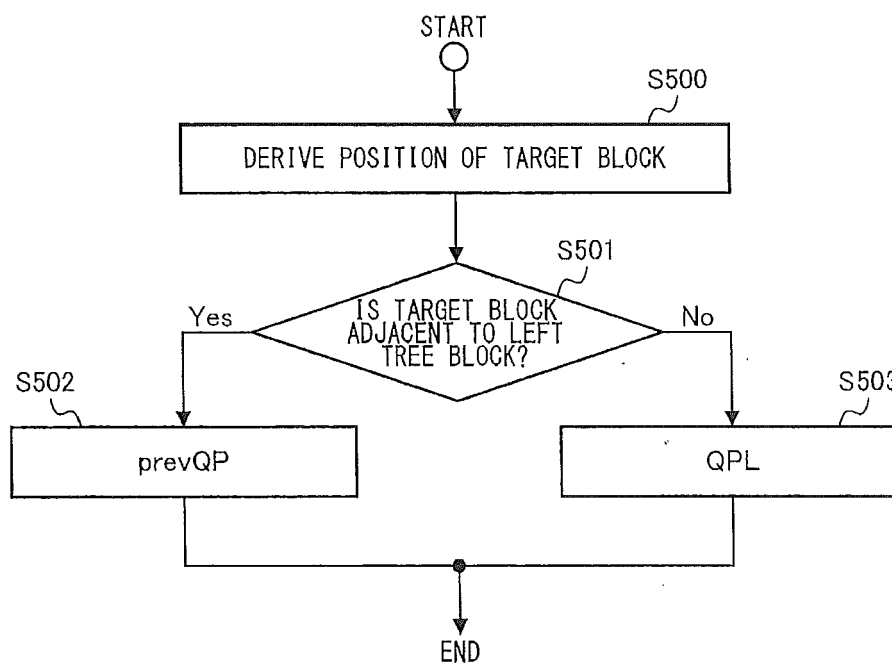 START
S500
DERIVE POSITION OF TARGET BLOCK
S501
IS TARGET BLOCK
ADJACENT TO LEFT
TREE BLOCK?
Yes
No
S502
S503
prevQP
QPL
END